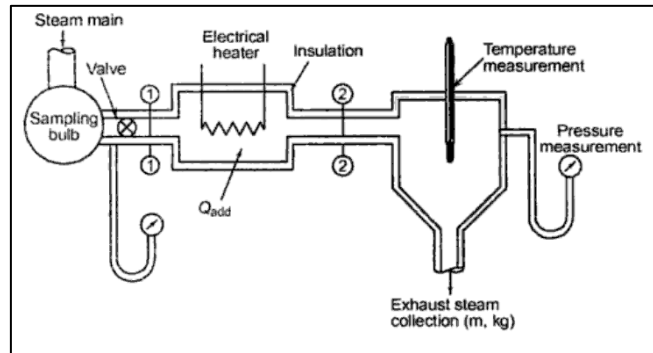 Steam main
Valve
Sampling
bulb
1
1
Electrical
heater
Insulation
Qadd
2
2
Temperature
measurement
Pressure
measurement
Exhaust steam
collection (m, kg)